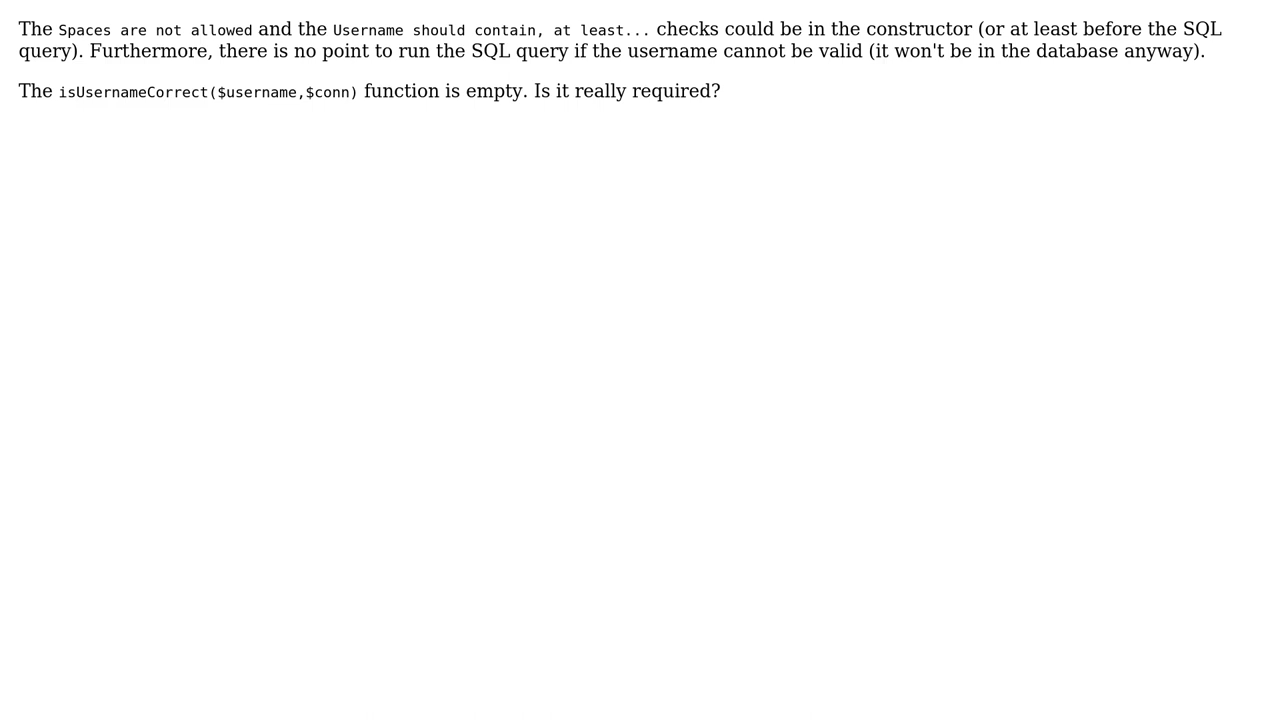 The Spaces are not allowed and the Username should contain, at least... checks could be in the constructor (or at least before the SQL
query). Furthermore, there is no point to run the SQL query if the username cannot be valid (it won't be in the database anyway).
The isUsernameCorrect($username,$conn) function is empty. Is it really required?